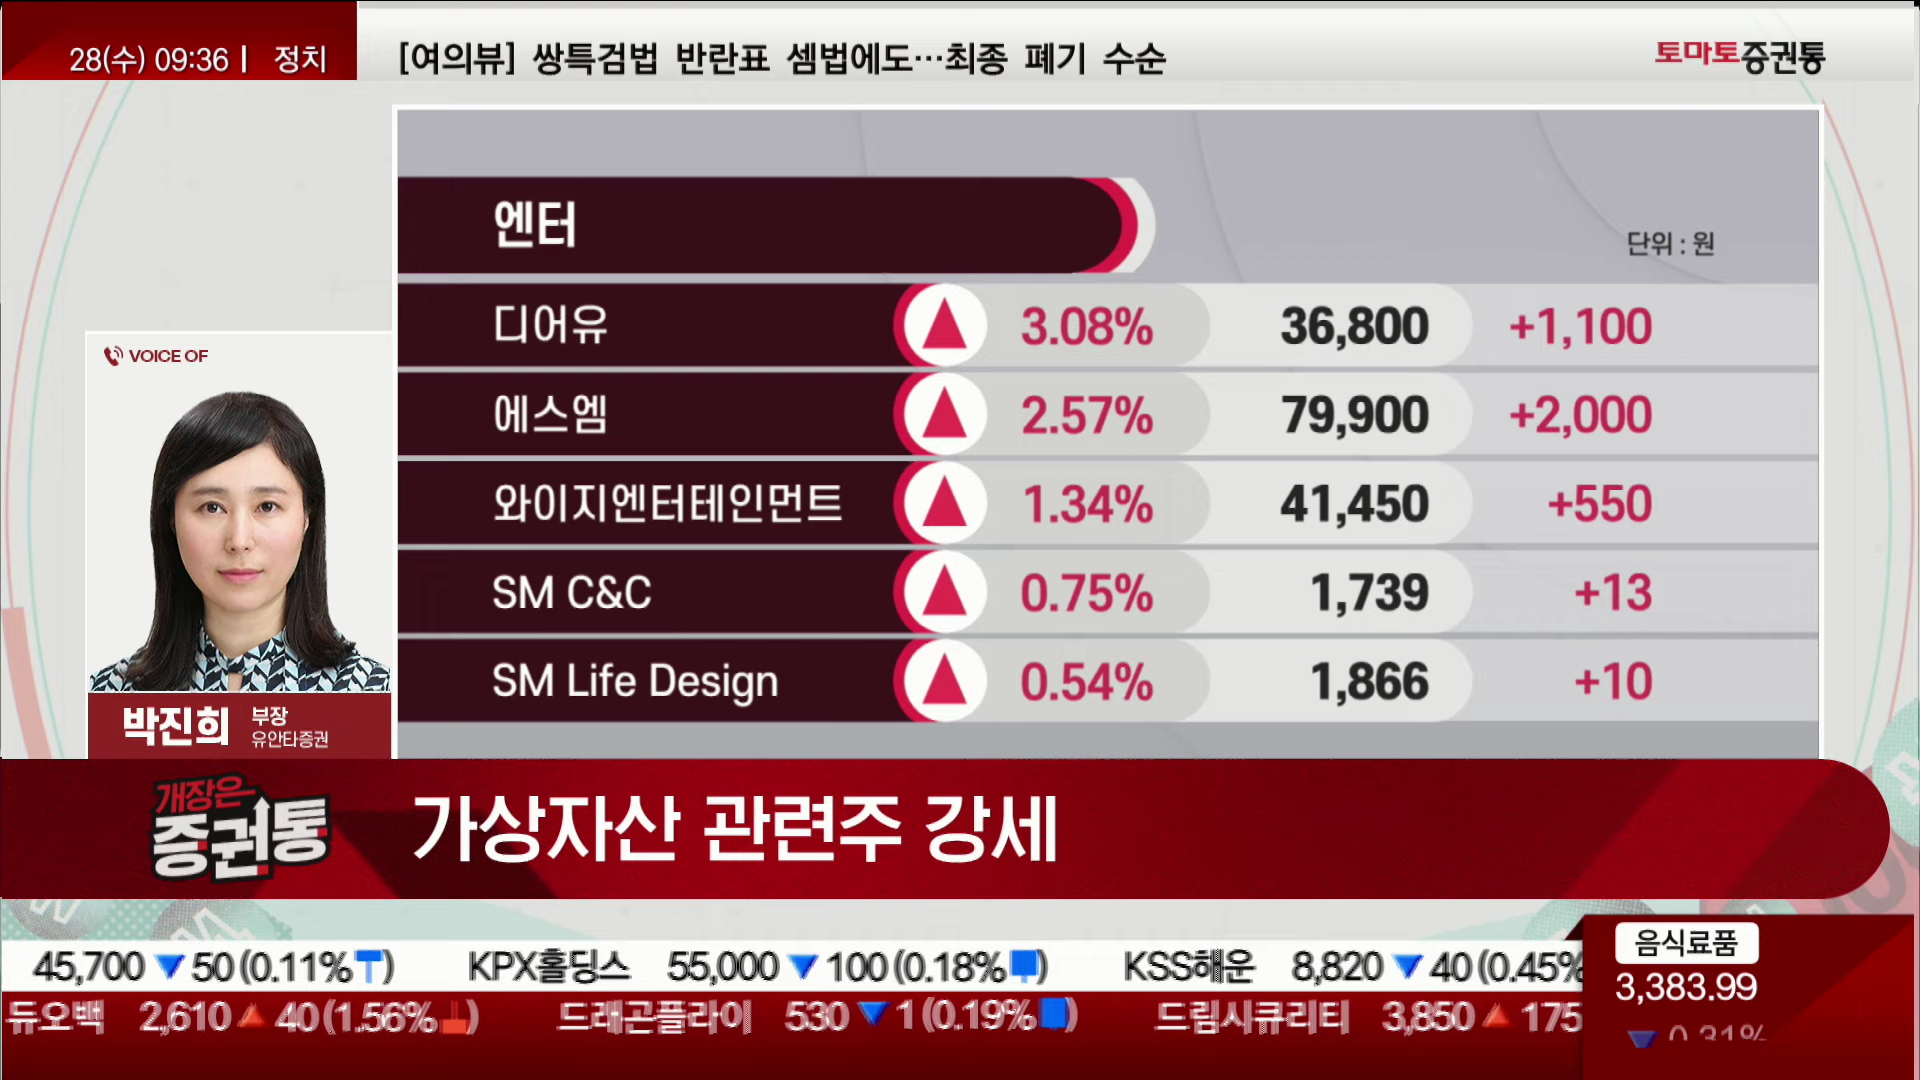 28(수) 09:36 | 정치
[여의뷰] 쌍특검법 반란표 셈법에도…최종 폐기 수순
토마토증권통
엔터
단위 : 원
디어유 ▲ 3.08% 36,800 +1,100
에스엠 ▲ 2.57% 79,900 +2,000
와이지엔터테인먼트 ▲ 1.34% 41,450 +550
SM C&C ▲ 0.75% 1,739 +13
SM Life Design ▲ 0.54% 1,866 +10
VOICE OF
박진희 부장
유안타증권
개장은
증권통
가상자산 관련주 강세
45,700 ▼ 50 (0.11%) KPX홀딩스 55,000 ▼ 100 (0.18%) KSS해운 8,820 ▼ 40 (0.45%
듀오백 2,610 ▲ 40 (1.56%) 드래곤플라이 530 ▼ 1 (0.19%) 드림시큐리티 3,850 ▲ 175
음식료품
3,383.99
▼ 0.31%